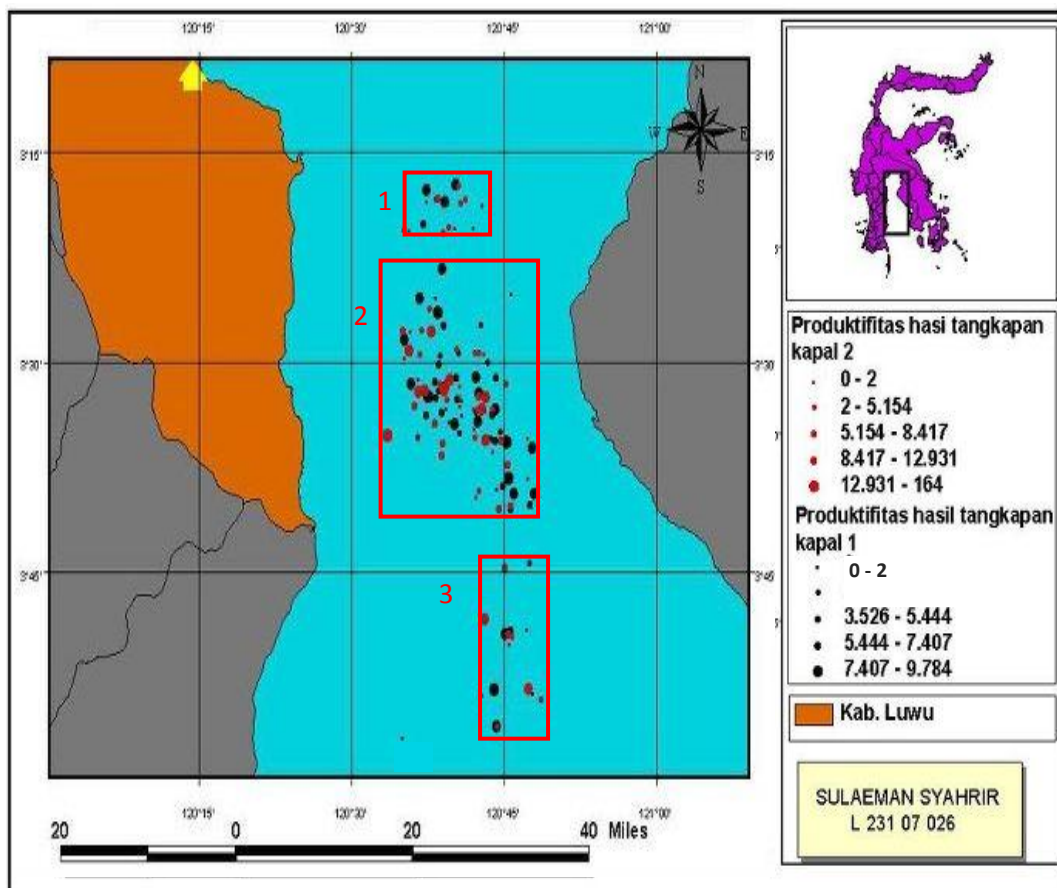 120°15'
120°30'
120°45'
121°00'
N
W
E
S
3°15'
3°15'
1
2
3°30'
3°30'
3
3°45'
3°45'
120°15'
120°30'
120°45'
121°00'
20
0
20
40 Miles
Produktifitas hasi tangkapan
kapal 2
0 - 2
2 - 5.154
5.154 - 8.417
8.417 - 12.931
12.931 - 164
Produktifitas hasil tangkapan
kapal 1
0 - 2
3.526 - 5.444
5.444 - 7.407
7.407 - 9.784
Kab. Luwu
SULAEMAN SYAHRIR
L 231 07 026